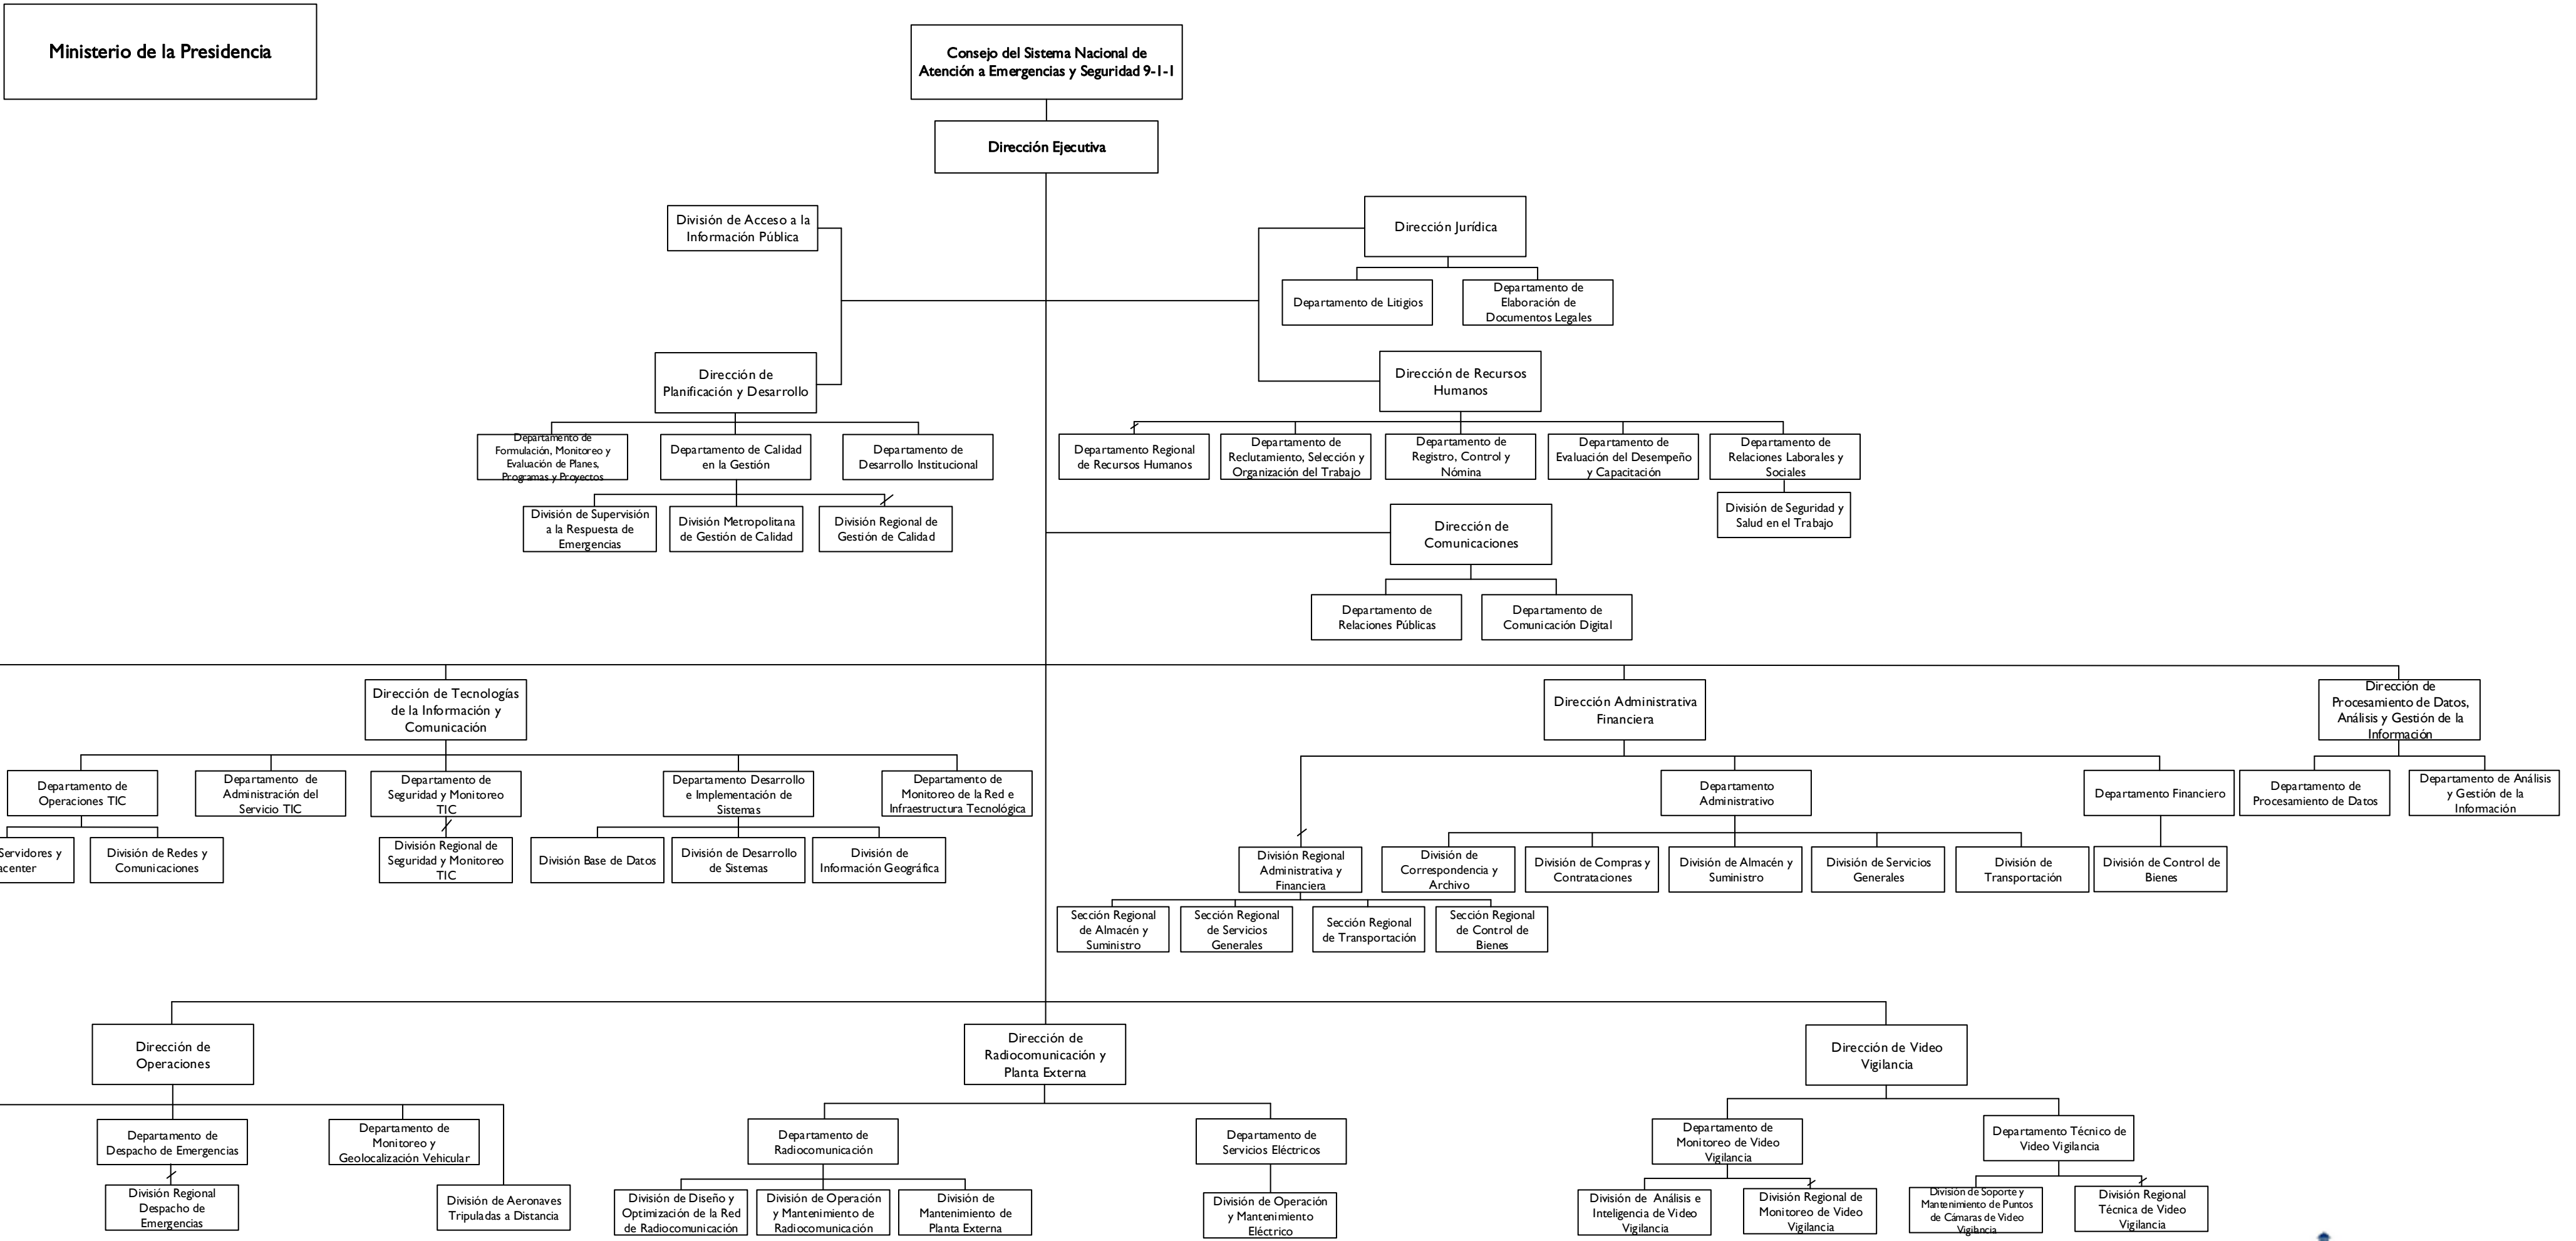 Ministerio de la Presidencia
Consejo del Sistema Nacional de
Atención a Emergencias y Seguridad 9-1-1
Dirección Ejecutiva
División de Acceso a la
Información Pública
Dirección Jurídica
Departamento de Litigios
Departamento de
Elaboración de
Documentos Legales
Dirección de
Planificación y Desarrollo
Dirección de Recursos
Humanos
Departamento de
Formulación, Monitoreo y
Evaluación de Planes,
Programas y Proyectos
Departamento de Calidad
en la Gestión
Departamento de
Desarrollo Institucional
Departamento Regional
de Recursos Humanos
Departamento de
Reclutamiento, Selección y
Organización del Trabajo
Departamento de
Registro, Control y
Nómina
Departamento de
Evaluación del Desempeño
y Capacitación
Departamento de
Relaciones Laborales y
Sociales
División de Supervisión
a la Respuesta de
Emergencias
División Metropolitana
de Gestión de Calidad
División Regional de
Gestión de Calidad
División de Seguridad y
Salud en el Trabajo
Dirección de
Comunicaciones
Departamento de
Relaciones Públicas
Departamento de
Comunicación Digital
Dirección de Tecnologías
de la Información y
Comunicación
Dirección Administrativa
Financiera
Dirección de
Procesamiento de Datos,
Análisis y Gestión de la
Información
Departamento de
Operaciones TIC
Departamento de
Administración del
Servicio TIC
Departamento de
Seguridad y Monitoreo
TIC
Departamento Desarrollo
e Implementación de
Sistemas
Departamento de
Monitoreo de la Red e
Infraestructura Tecnológica
Departamento
Administrativo
Departamento Financiero
Departamento de
Procesamiento de Datos
Departamento de Análisis
y Gestión de la
Información
Servidores y
acenter
División de Redes y
Comunicaciones
División Regional de
Seguridad y Monitoreo
TIC
División Base de Datos
División de Desarrollo
de Sistemas
División de
Información Geográfica
División Regional
Administrativa y
Financiera
División de
Correspondencia y
Archivo
División de Compras y
Contrataciones
División de Almacén y
Suministro
División de Servicios
Generales
División de
Transportación
División de Control de
Bienes
Sección Regional
de Almacén y
Suministro
Sección Regional
de Servicios
Generales
Sección Regional
de Transportación
Sección Regional
de Control de
Bienes
Dirección de
Operaciones
Dirección de
Radiocomunicación y
Planta Externa
Dirección de Video
Vigilancia
Departamento de
Despacho de Emergencias
Departamento de
Monitoreo y
Geolocalización Vehicular
Departamento de
Radiocomunicación
Departamento de
Servicios Eléctricos
Departamento de
Monitoreo de Video
Vigilancia
Departamento Técnico de
Video Vigilancia
División Regional
Despacho de
Emergencias
División de Aeronaves
Tripuladas a Distancia
División de Diseño y
Optimización de la Red
de Radiocomunicación
División de Operación
y Mantenimiento de
Radiocomunicación
División de
Mantenimiento de
Planta Externa
División de Operación
y Mantenimiento
Eléctrico
División de Análisis e
Inteligencia de Video
Vigilancia
División Regional de
Monitoreo de Video
Vigilancia
División de Soporte y
Mantenimiento de Puntos
de Cámaras de Video
Vigilancia
División Regional
Técnica de Video
Vigilancia